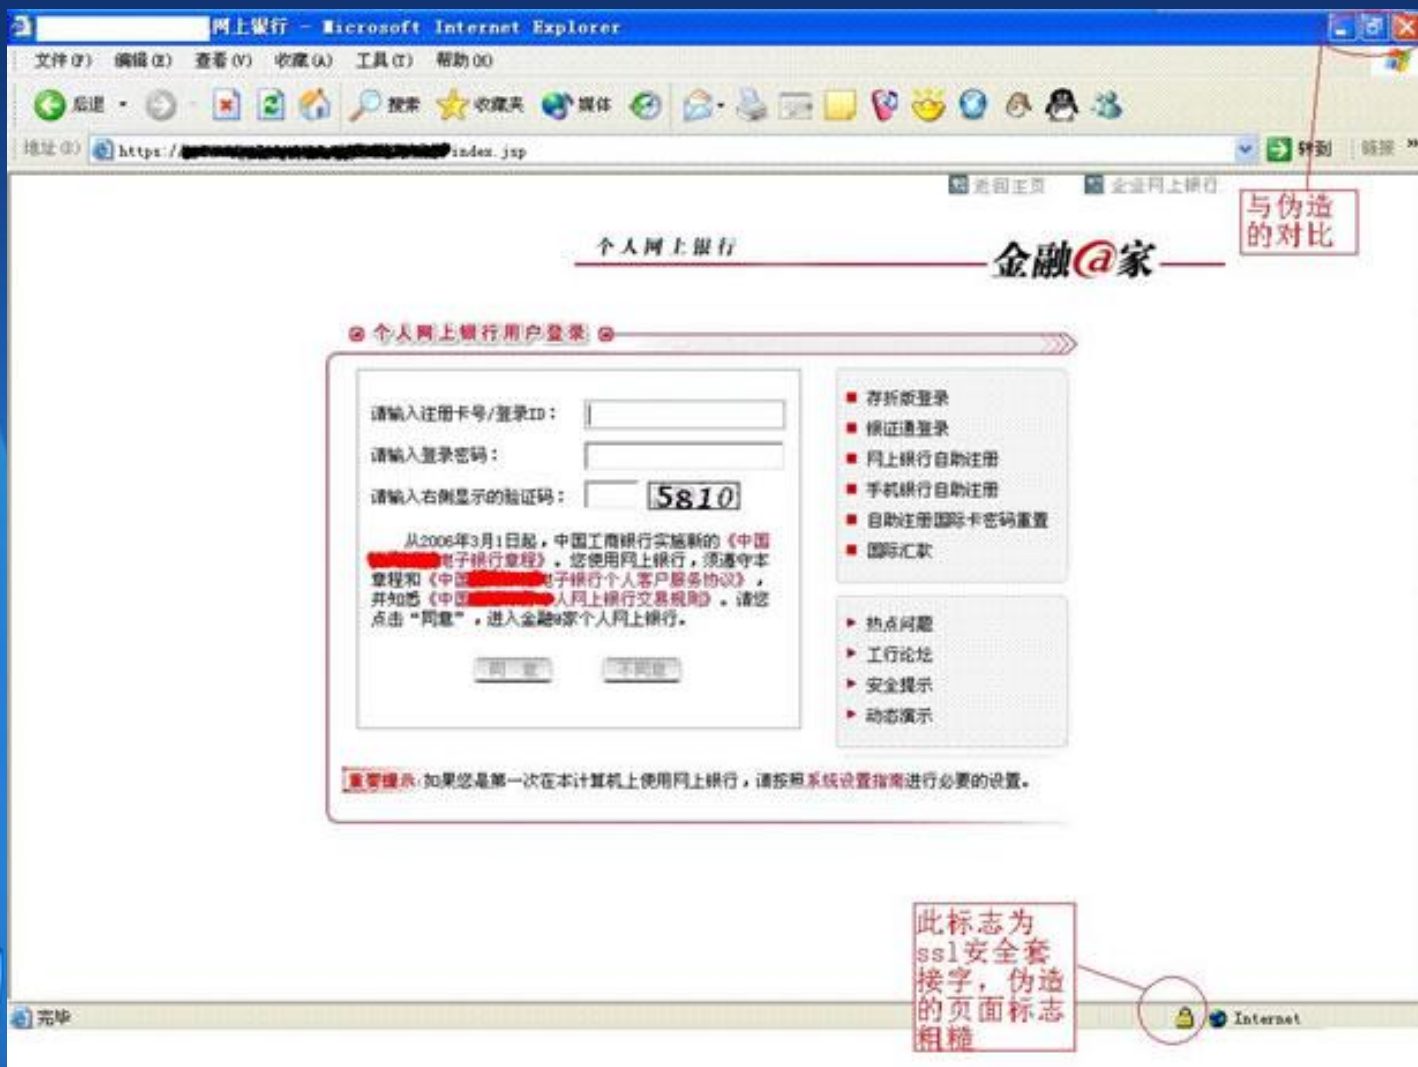 网上银行 - Microsoft Internet Explorer
文件(F) 编辑(E) 查看(V) 收藏(A) 工具(T) 帮助(H)
后退 搜索 收藏夹 媒体
地址(D) https:/ index.jsp 转到 链接 »
返回主页 企业网上银行
与伪造
的对比
个人网上银行
金融@家
个人网上银行用户登录
请输入注册卡号/登录ID：
请输入登录密码：
请输入右侧显示的验证码： 5810
从2006年3月1日起，中国工商银行实施新的《中国
电子银行章程》。您使用网上银行，须遵守本
章程和《中国 电子银行个人客户服务协议》，
并知悉《中国 人网上银行交易规则》。请您
点击“同意”，进入金融@家个人网上银行。
同 意 不同意
存折版登录
银证通登录
网上银行自助注册
手机银行自助注册
自助注册国际卡密码重置
国际汇款
热点问题
工行论坛
安全提示
动态演示
重要提示:如果您是第一次在本计算机上使用网上银行，请按照系统设置指南进行必要的设置。
此标志为
ssl安全套
接字，伪造
的页面标志
粗糙
完毕 Internet